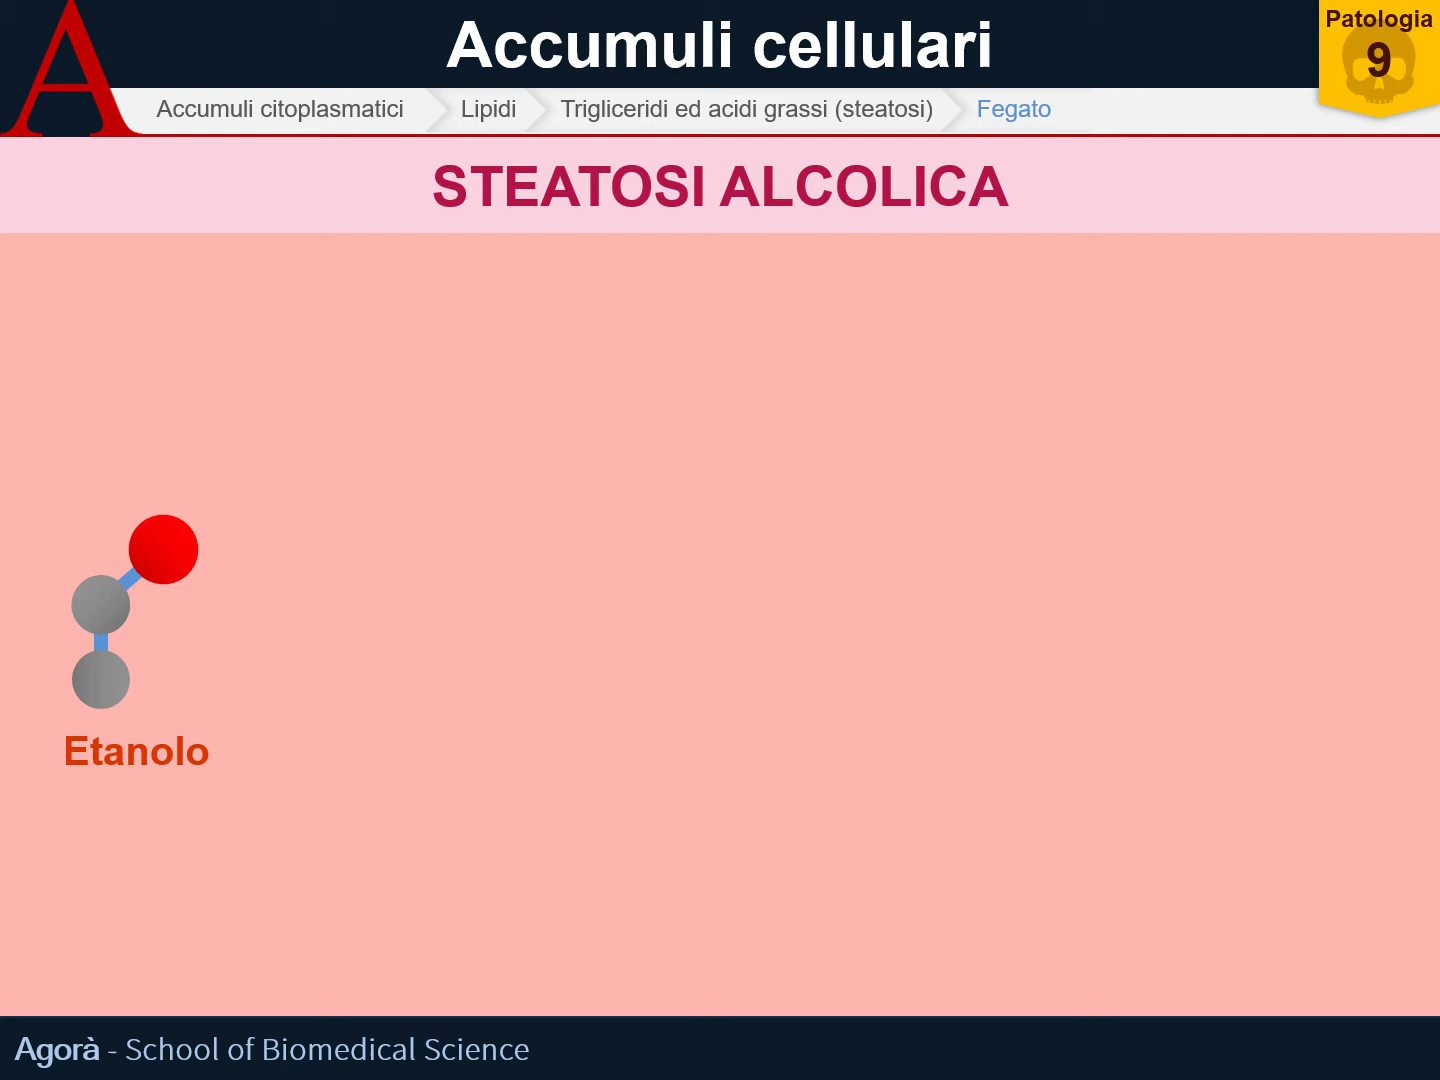 A
Accumuli cellulari
Patologia
9
Accumuli citoplasmatici
Lipidi
Trigliceridi ed acidi grassi (steatosi)
Fegato
STEATOSI ALCOLICA
Etanolo
Agorà - School of Biomedical Science